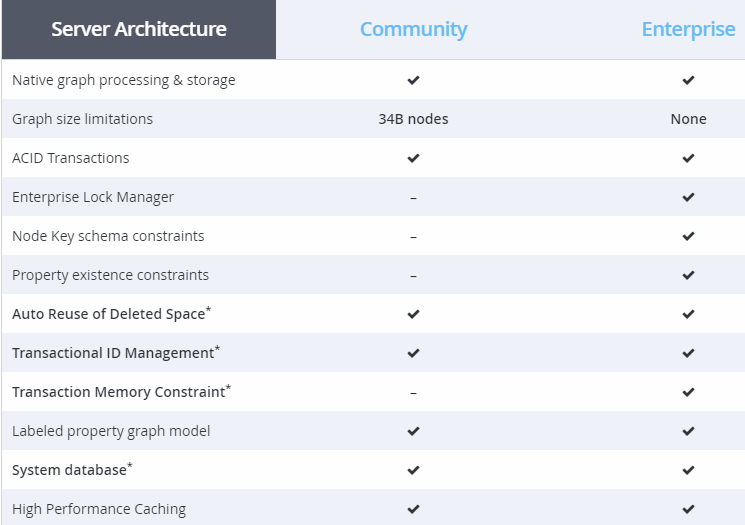 Server Architecture Community Enterprise
Native graph processing & storage ✔ ✔
Graph size limitations 34B nodes None
ACID Transactions ✔ ✔
Enterprise Lock Manager – ✔
Node Key schema constraints – ✔
Property existence constraints – ✔
Auto Reuse of Deleted Space* ✔ ✔
Transactional ID Management* ✔ ✔
Transaction Memory Constraint* – ✔
Labeled property graph model ✔ ✔
System database* ✔ ✔
High Performance Caching ✔ ✔